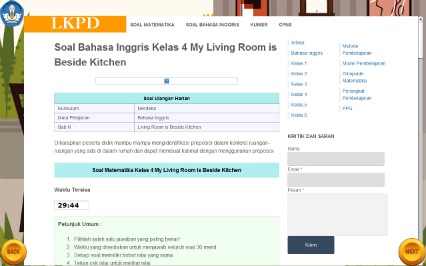 LKPD
SOAL MATEMATIKA SOAL BAHASA INGGRIS KUMER CPNS
Soal Bahasa Inggris Kelas 4 My Living Room is
Beside Kitchen
Soal Ulangan Harian
Kurikulum Merdeka
Mata Pelajaran Bahasa Inggris
Bab 6 Living Room is Beside Kitchen
Diharapkan peserta didik mampu mampu mengidentifikasi preposisi dalam konteks ruangan-
ruangan yang ada di dalam rumah dan dapat membuat kalimat dengan menggunakan preposisi
Soal Matematika Kelas 4 My Living Room is Beside Kitchen
Waktu Tersisa
29:44
Petunjuk Umum :
1. Pilihlah salah satu jawaban yang paling benar!
2. Waktu yang disediakan untuk menjawab seluruh soal 30 menit
3. Setiap soal memiliki bobot nilai yang sama
4. Tekan cek nilai untuk melihat nilai
Artikel
Bahasa Inggris
Kelas 1
Kelas 2
Kelas 3
Kelas 4
Kelas 5
Kelas 6
Metode
Pembelajaran
Model Pembelajaran
Olimpiade
Matematika
Perangkat
Pembelajaran
PPG
KRITIK DAN SARAN
Nama
Email *
Pesan *
Kirim
BACK
NEXT